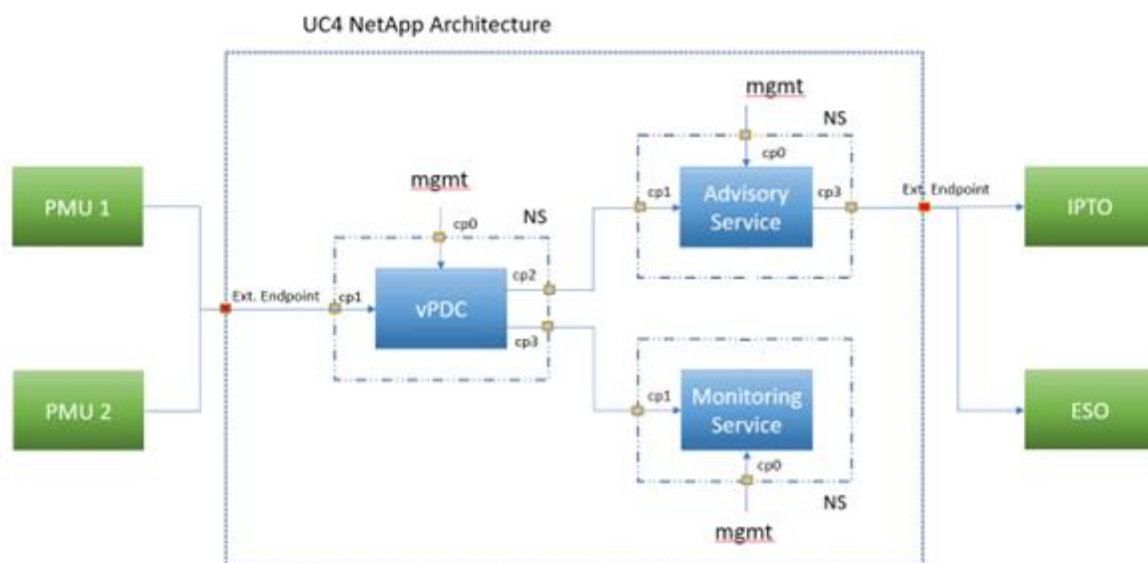 UC4 NetApp Architecture
mgmt
NS
cp0
PMU 1
cp1
Advisory
Service
cp3
Ext. Endpoint
IPTO
mgmt
cp0
NS
cp2
Ext. Endpoint
cp1
vPDC
cp3
PMU 2
cp1
Monitoring
Service
ESO
cp0
NS
mgmt